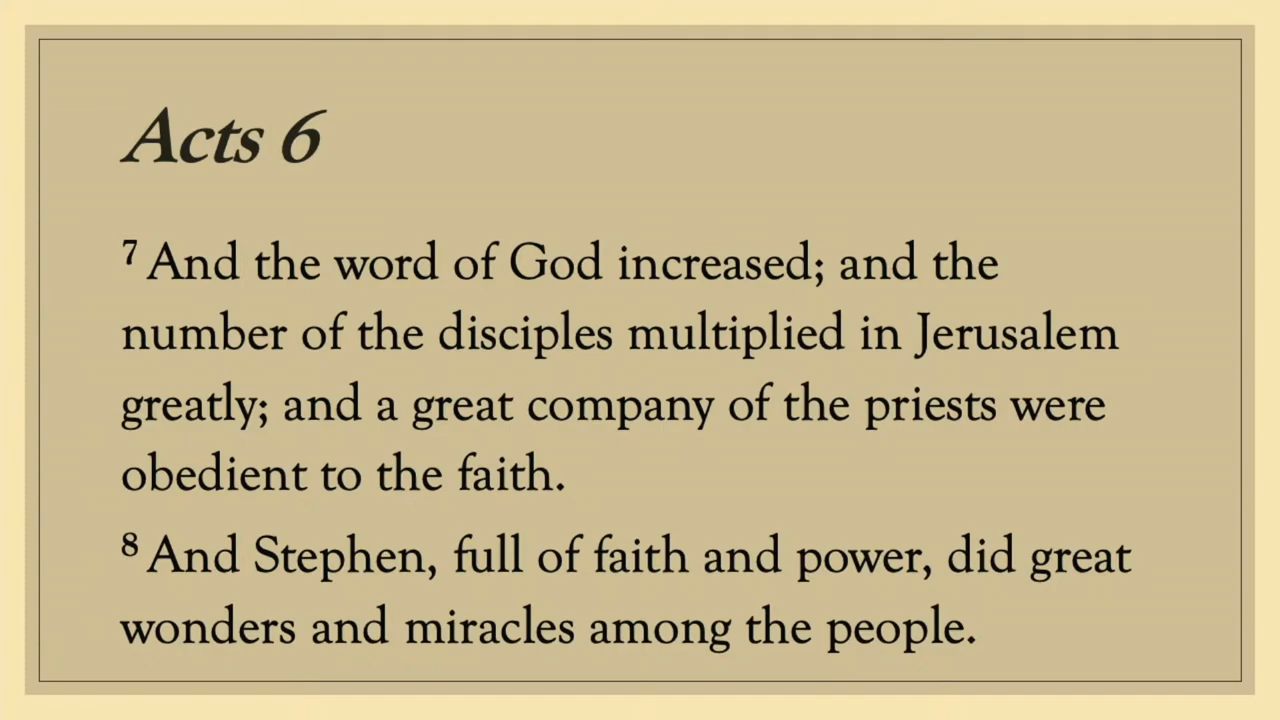 Acts 6
⁷ And the word of God increased; and the
number of the disciples multiplied in Jerusalem
greatly; and a great company of the priests were
obedient to the faith.
⁸ And Stephen, full of faith and power, did great
wonders and miracles among the people.